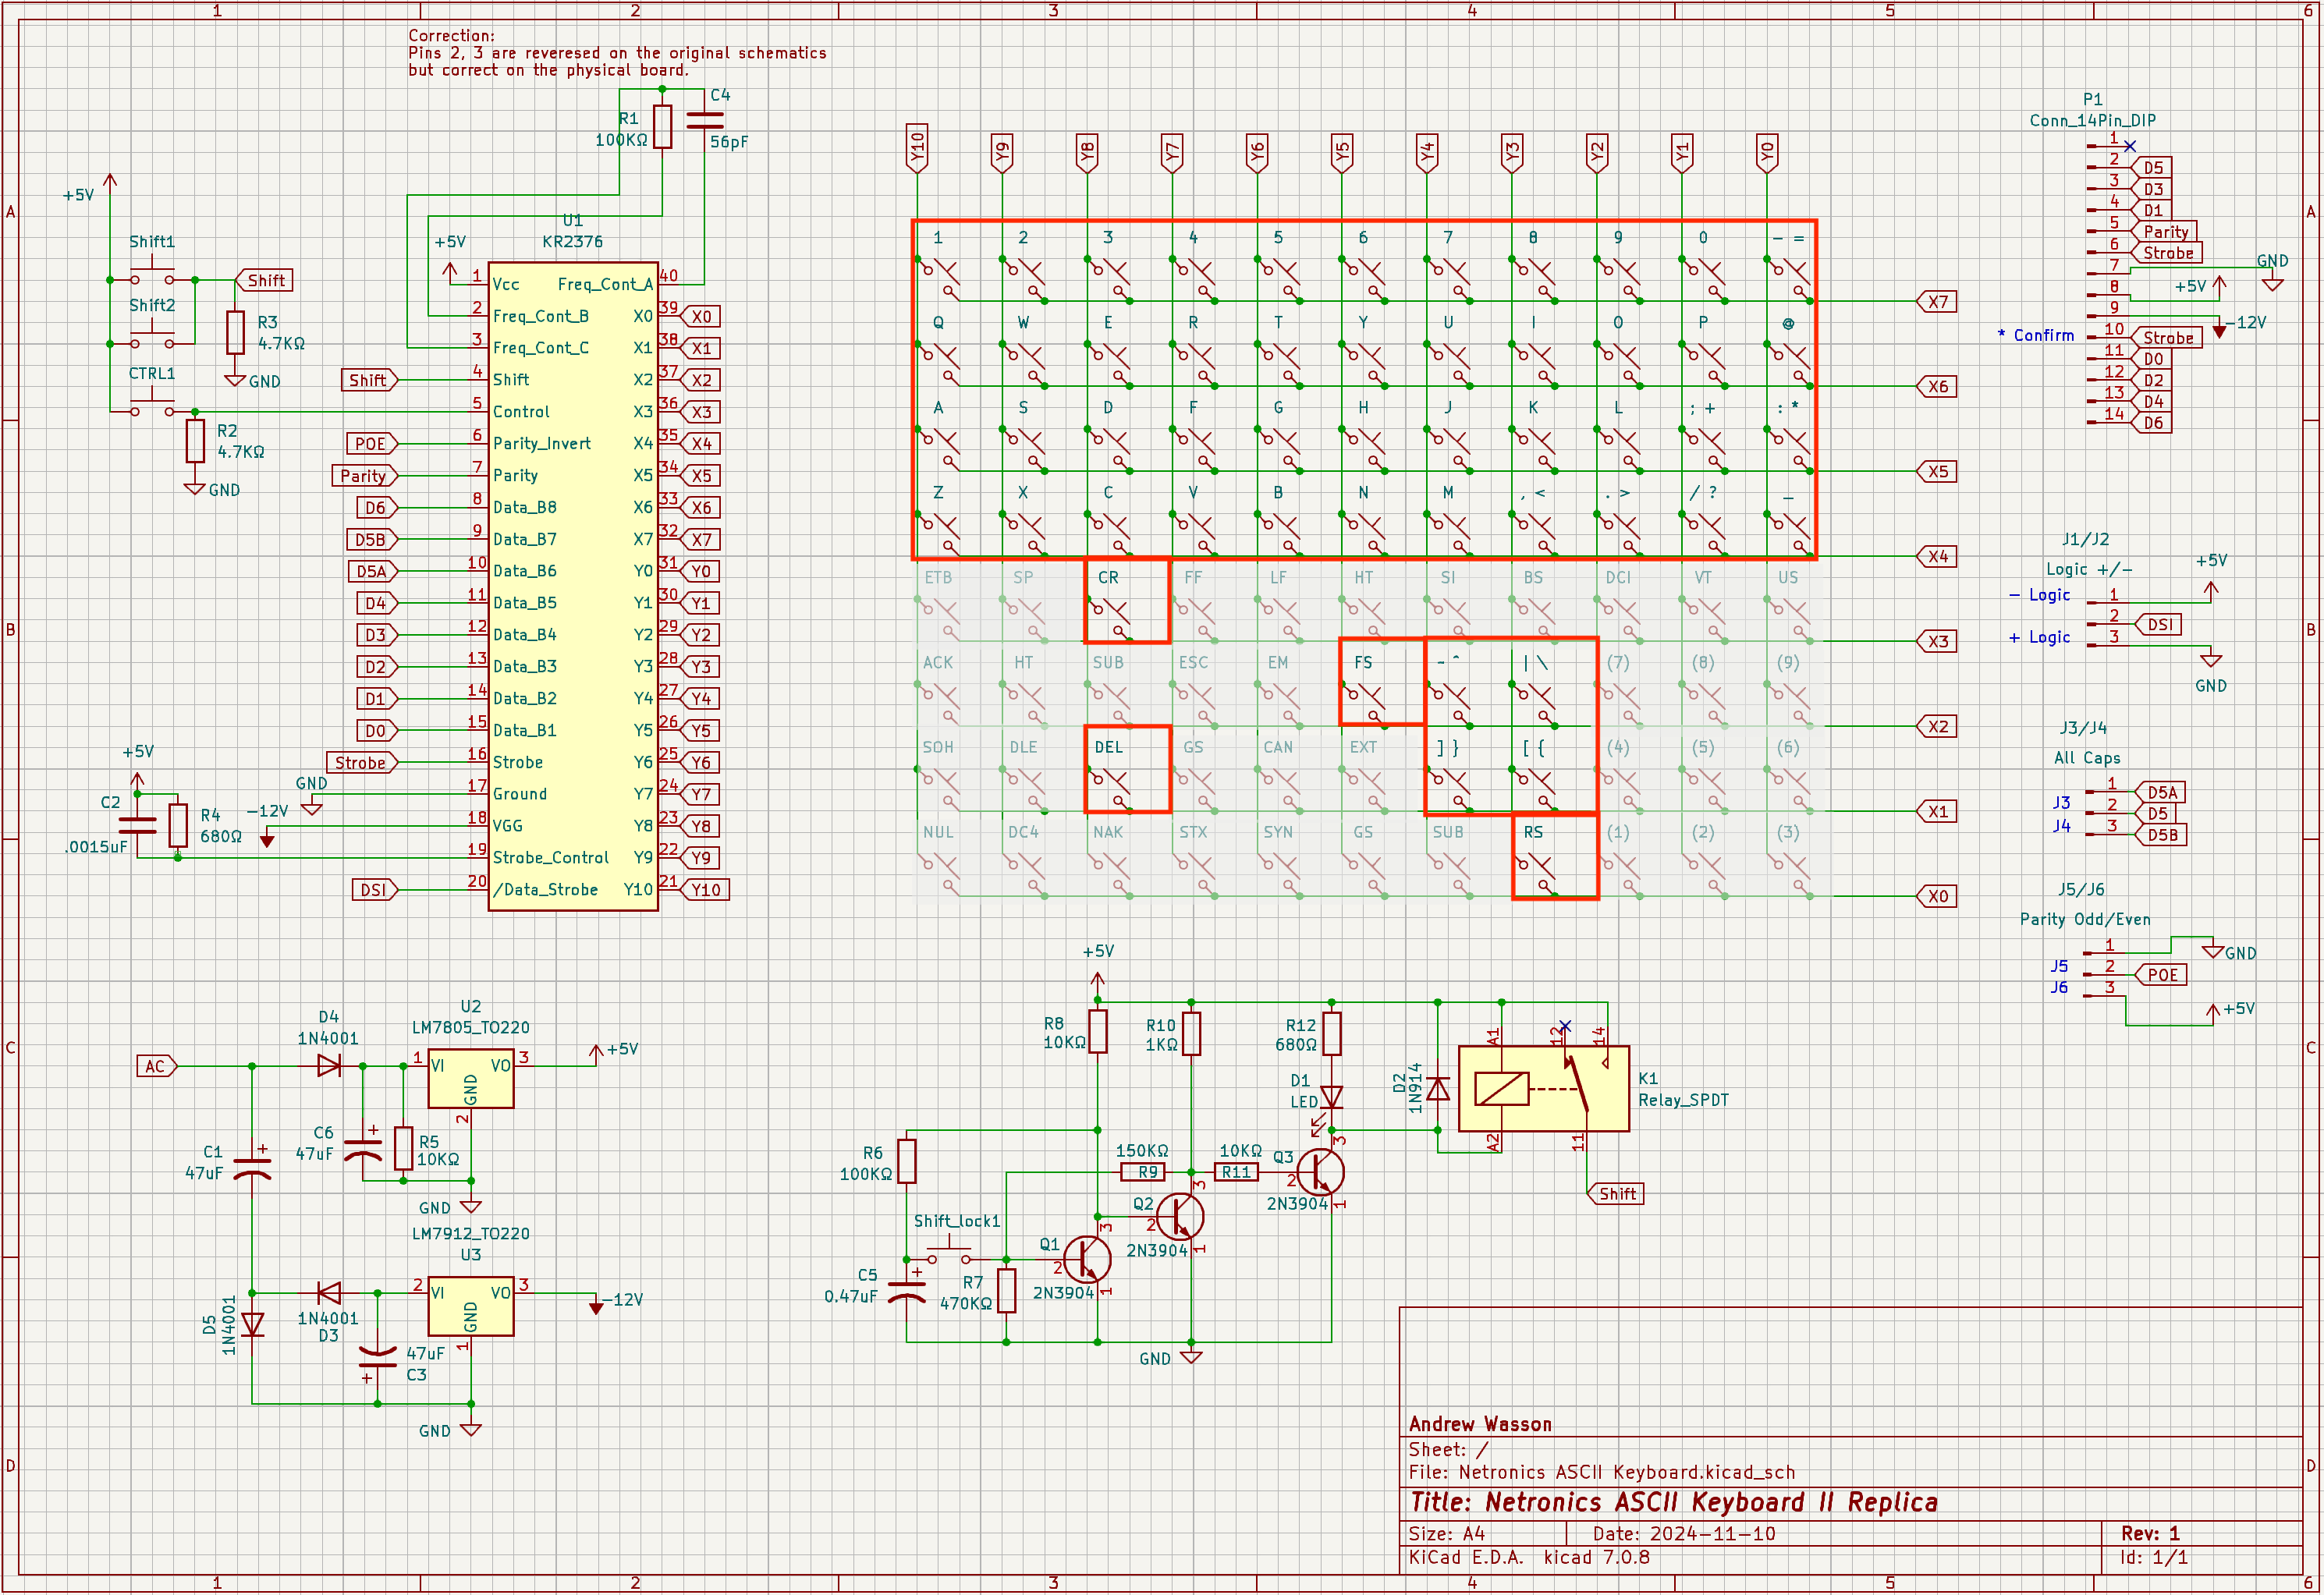 1 2 3 4 5 6
Correction:
Pins 2, 3 are reveresed on the original schematics
but correct on the physical board.
A
B
C
D
A
B
C
D
R1
100KΩ
C4
56pF
+5V
Shift1
Shift
Shift2
R3
4.7KΩ
GND
CTRL1
R2
4.7KΩ
GND
U1
KR2376
+5V
1 Vcc Freq_Cont_A 40
2 Freq_Cont_B X0 39 X0
3 Freq_Cont_C X1 38 X1
Shift 4 Shift X2 37 X2
5 Control X3 36 X3
POE 6 Parity_Invert X4 35 X4
Parity 7 Parity X5 34 X5
D6 8 Data_B8 X6 33 X6
D5B 9 Data_B7 X7 32 X7
D5A 10 Data_B6 Y0 31 Y0
D4 11 Data_B5 Y1 30 Y1
D3 12 Data_B4 Y2 29 Y2
D2 13 Data_B3 Y3 28 Y3
D1 14 Data_B2 Y4 27 Y4
D0 15 Data_B1 Y5 26 Y5
Strobe 16 Strobe Y6 25 Y6
GND 17 Ground Y7 24 Y7
-12V 18 VGG Y8 23 Y8
19 Strobe_Control Y9 22 Y9
DSI 20 /Data_Strobe Y10 21 Y10
+5V
C2
.0015uF
R4
680Ω
Y10 Y9 Y8 Y7 Y6 Y5 Y4 Y3 Y2 Y1 Y0
1 2 3 4 5 6 7 8 9 0 - =
X7
Q W E R T Y U I O P @
X6
A S D F G H J K L ; + : *
X5
Z X C V B N M , < . > / ? _
X4
ETB SP CR FF LF HT SI BS DCI VT US
X3
ACK HT SUB ESC EM FS - ^ | \ (7) (8) (9)
X2
SOH DLE DEL GS CAN EXT ] } [ { (4) (5) (6)
X1
NUL DC4 NAK STX SYN GS SUB RS (1) (2) (3)
X0
P1
Conn_14Pin_DIP
1
2 D5
3 D3
4 D1
5 Parity
6 Strobe
7 GND
8 +5V
9 -12V
* Confirm 10 Strobe
11 D0
12 D2
13 D4
14 D6
J1/J2
Logic +/-
+5V
- Logic 1
2 DSI
+ Logic 3
GND
J3/J4
All Caps
1 D5A
J3 2 D5
J4 3 D5B
J5/J6
Parity Odd/Even
1 GND
J5 2 POE
J6 3 +5V
AC
D4
1N4001
U2
LM7805_TO220
1 VI VO 3
GND
2
+5V
C1
47uF
C6
47uF
R5
10KΩ
GND
LM7912_TO220
U3
2 VI VO 3
GND
1
-12V
D5
1N4001
1N4001
D3
47uF
C3
GND
+5V
R8
10KΩ
R10
1KΩ
R12
680Ω
D1
LED
D2
1N914
A1
12
14
A2
11
K1
Relay_SPDT
Shift
R6
100KΩ
150KΩ
R9
10KΩ
R11
Q3
2
3
1
2N3904
Q2
2
3
1
2N3904
Shift_lock1
Q1
2
3
1
2N3904
C5
0.47uF
R7
470KΩ
GND
Andrew Wasson
Sheet: /
File: Netronics ASCII Keyboard.kicad_sch
Title: Netronics ASCII Keyboard II Replica
Size: A4 Date: 2024-11-10 Rev: 1
KiCad E.D.A. kicad 7.0.8 Id: 1/1
1 2 3 4 5 6